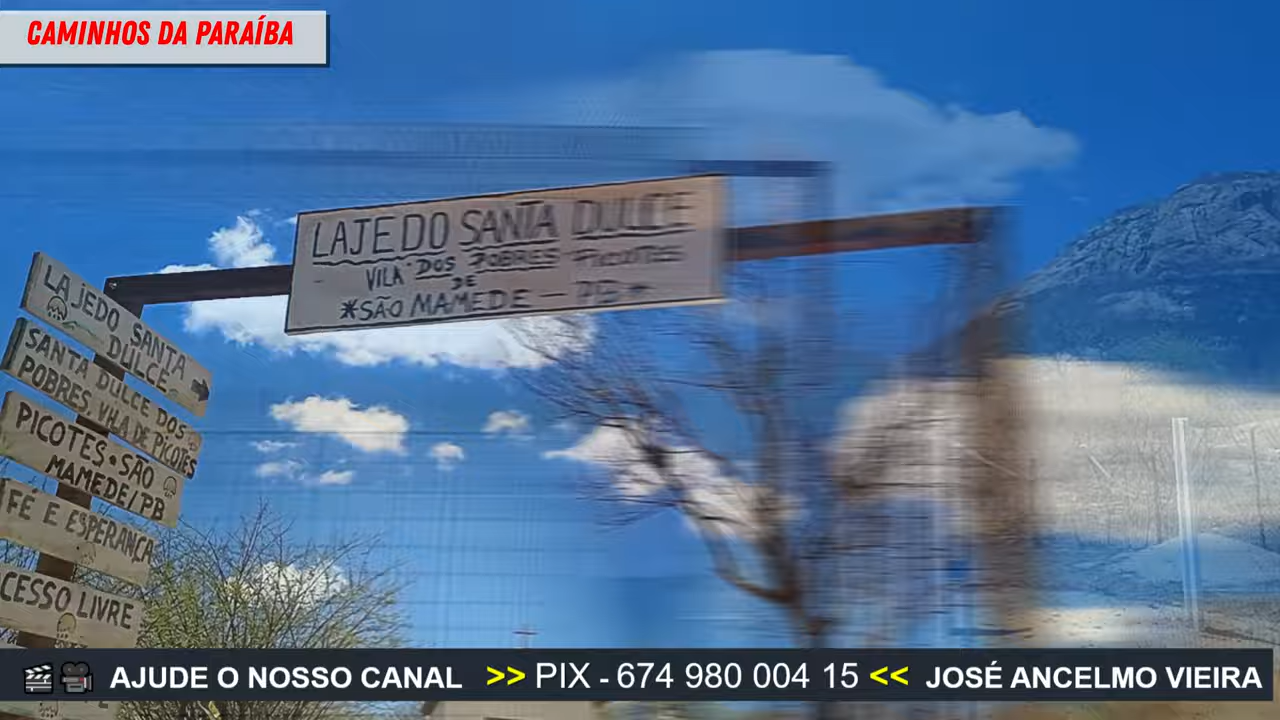 CAMINHOS DA PARAÍBA
LAJEDO SANTA DULCE
VILA DOS POBRES PICOTES
DE
*SÃO MAMEDE - PB*
LAJEDO SANTA
DULCE
SANTA DULCE DOS
POBRES, VILA DE PICOTES
PICOTES • SÃO
MAMEDE/PB
FÉ E ESPERANÇA
CESSO LIVRE
AJUDE O NOSSO CANAL >> PIX - 674 980 004 15 << JOSÉ ANCELMO VIEIRA